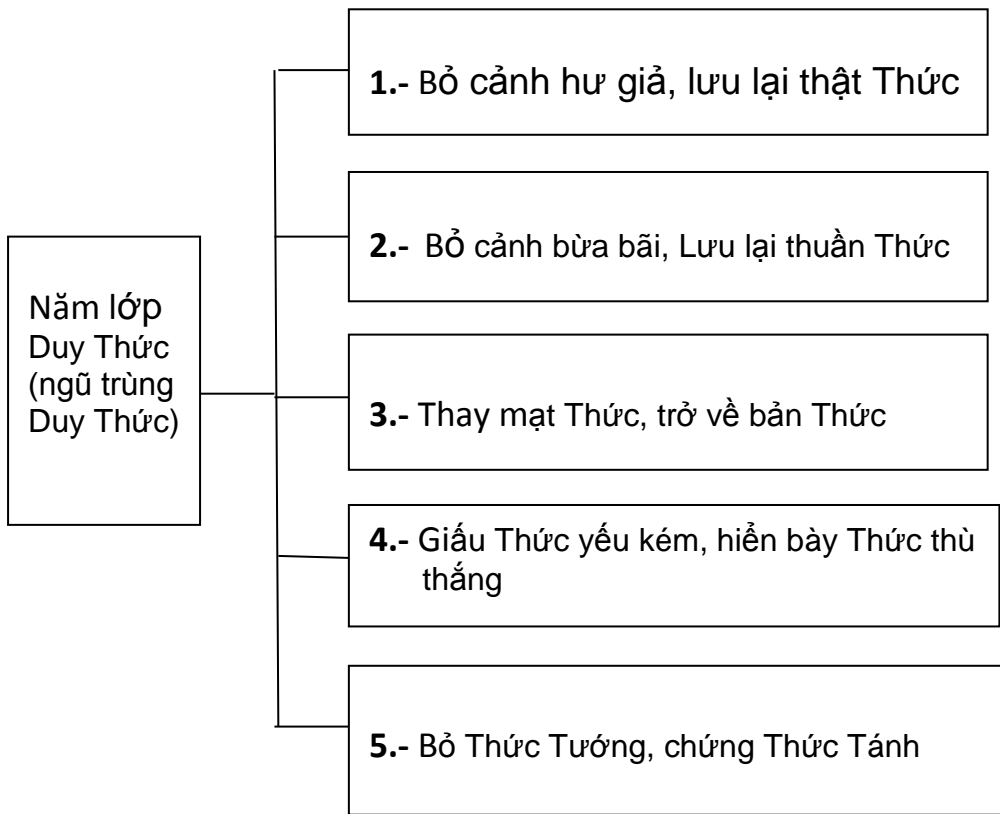 Năm lớp
Duy Thức
(ngũ trùng
Duy Thức)
1.- Bỏ cảnh hư giả, lưu lại thật Thức
2.- Bỏ cảnh bừa bãi, Lưu lại thuần Thức
3.- Thay mạt Thức, trở về bản Thức
4.- Giấu Thức yếu kém, hiển bày Thức thù
thắng
5.- Bỏ Thức Tướng, chứng Thức Tánh